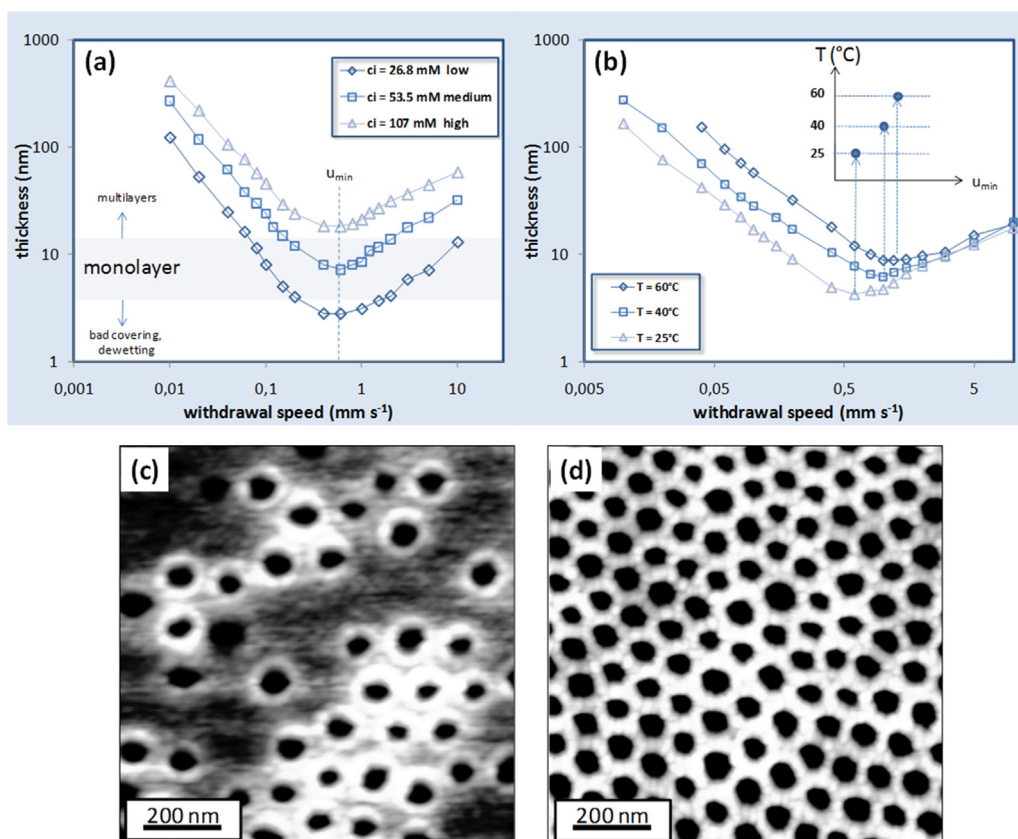 (a)
1000
100
10
1
thickness (nm)
ci = 26.8 mM low
ci = 53.5 mM medium
ci = 107 mM high
u_min
multilayers
monolayer
bad covering,
dewetting
0,001 0,01 0,1 1 10
withdrawal speed (mm s⁻¹)
(b)
1000
100
10
1
thickness (nm)
T (°C)
60
40
25
u_min
T = 60°C
T = 40°C
T = 25°C
0,005 0,05 0,5 5
withdrawal speed (mm s⁻¹)
(c)
200 nm
(d)
200 nm